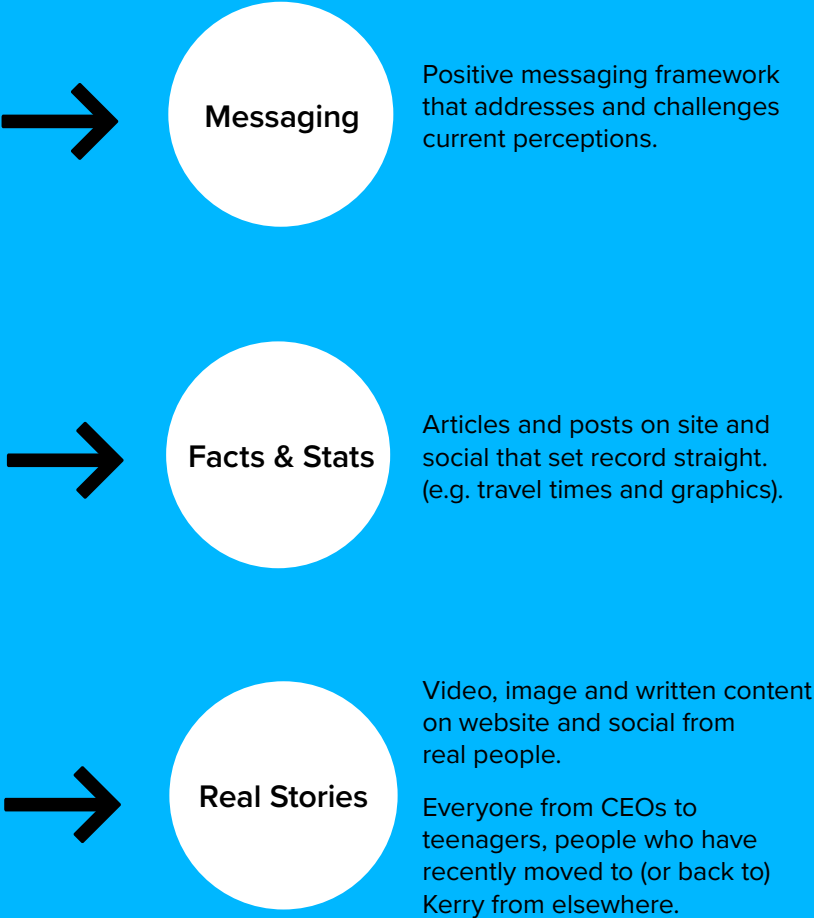 Messaging
Positive messaging framework
that addresses and challenges
current perceptions.
Facts & Stats
Articles and posts on site and
social that set record straight.
(e.g. travel times and graphics).
Real Stories
Video, image and written content
on website and social from
real people.
Everyone from CEOs to
teenagers, people who have
recently moved to (or back to)
Kerry from elsewhere.